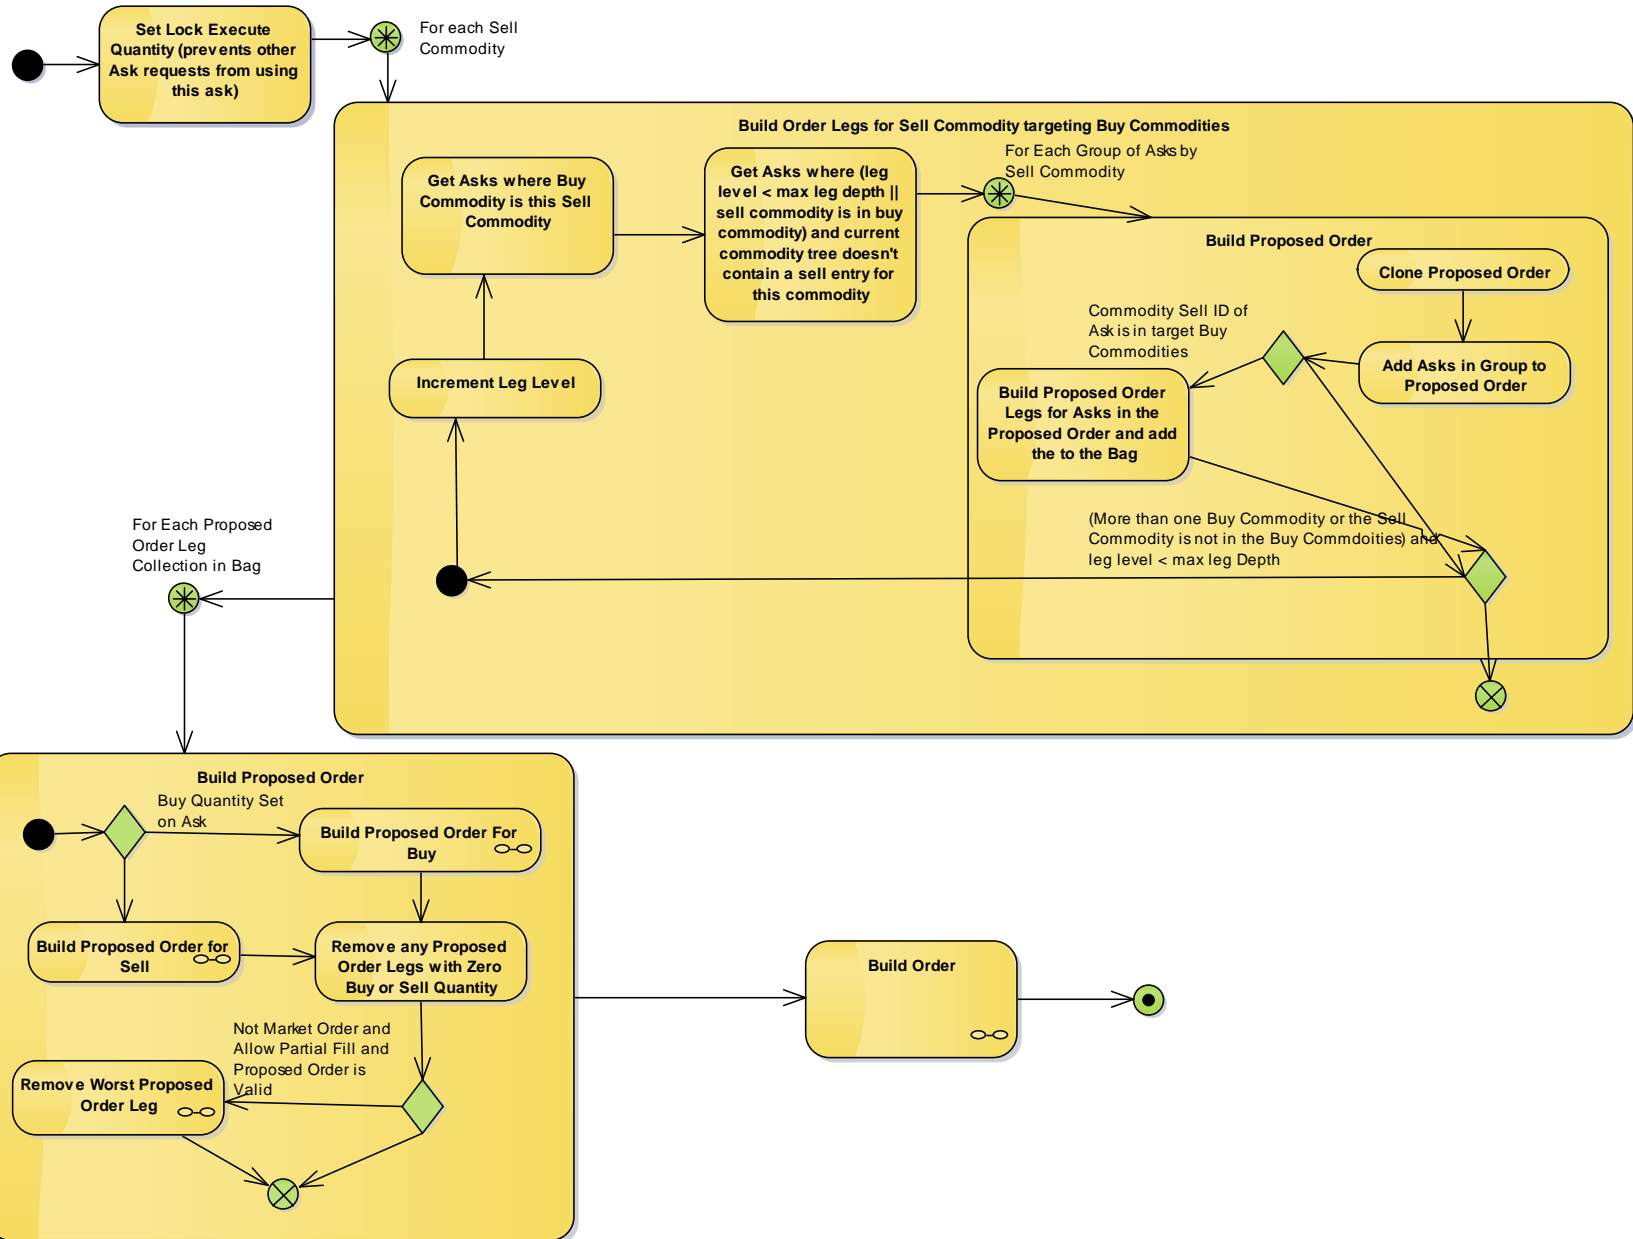 Set Lock Execute
Quantity (prevents other
Ask requests from using
this ask)
For each Sell
Commodity
Build Order Legs for Sell Commodity targeting Buy Commodities
Get Asks where Buy
Commodity is this Sell
Commodity
Get Asks where (leg
level < max leg depth ||
sell commodity is in buy
commodity) and current
commodity tree doesn't
contain a sell entry for
this commodity
For Each Group of Asks by
Sell Commodity
Build Proposed Order
Clone Proposed Order
Add Asks in Group to
Proposed Order
Commodity Sell ID of
Ask is in target Buy
Commodities
Build Proposed Order
Legs for Asks in the
Proposed Order and add
the to the Bag
Increment Leg Level
(More than one Buy Commodity or the Sell
Commodity is not in the Buy Commdoities) and
leg level < max leg Depth
For Each Proposed
Order Leg
Collection in Bag
Build Proposed Order
Buy Quantity Set
on Ask
Build Proposed Order For
Buy
Build Proposed Order for
Sell
Remove any Proposed
Order Legs with Zero
Buy or Sell Quantity
Not Market Order and
Allow Partial Fill and
Proposed Order is
Valid
Remove Worst Proposed
Order Leg
Build Order